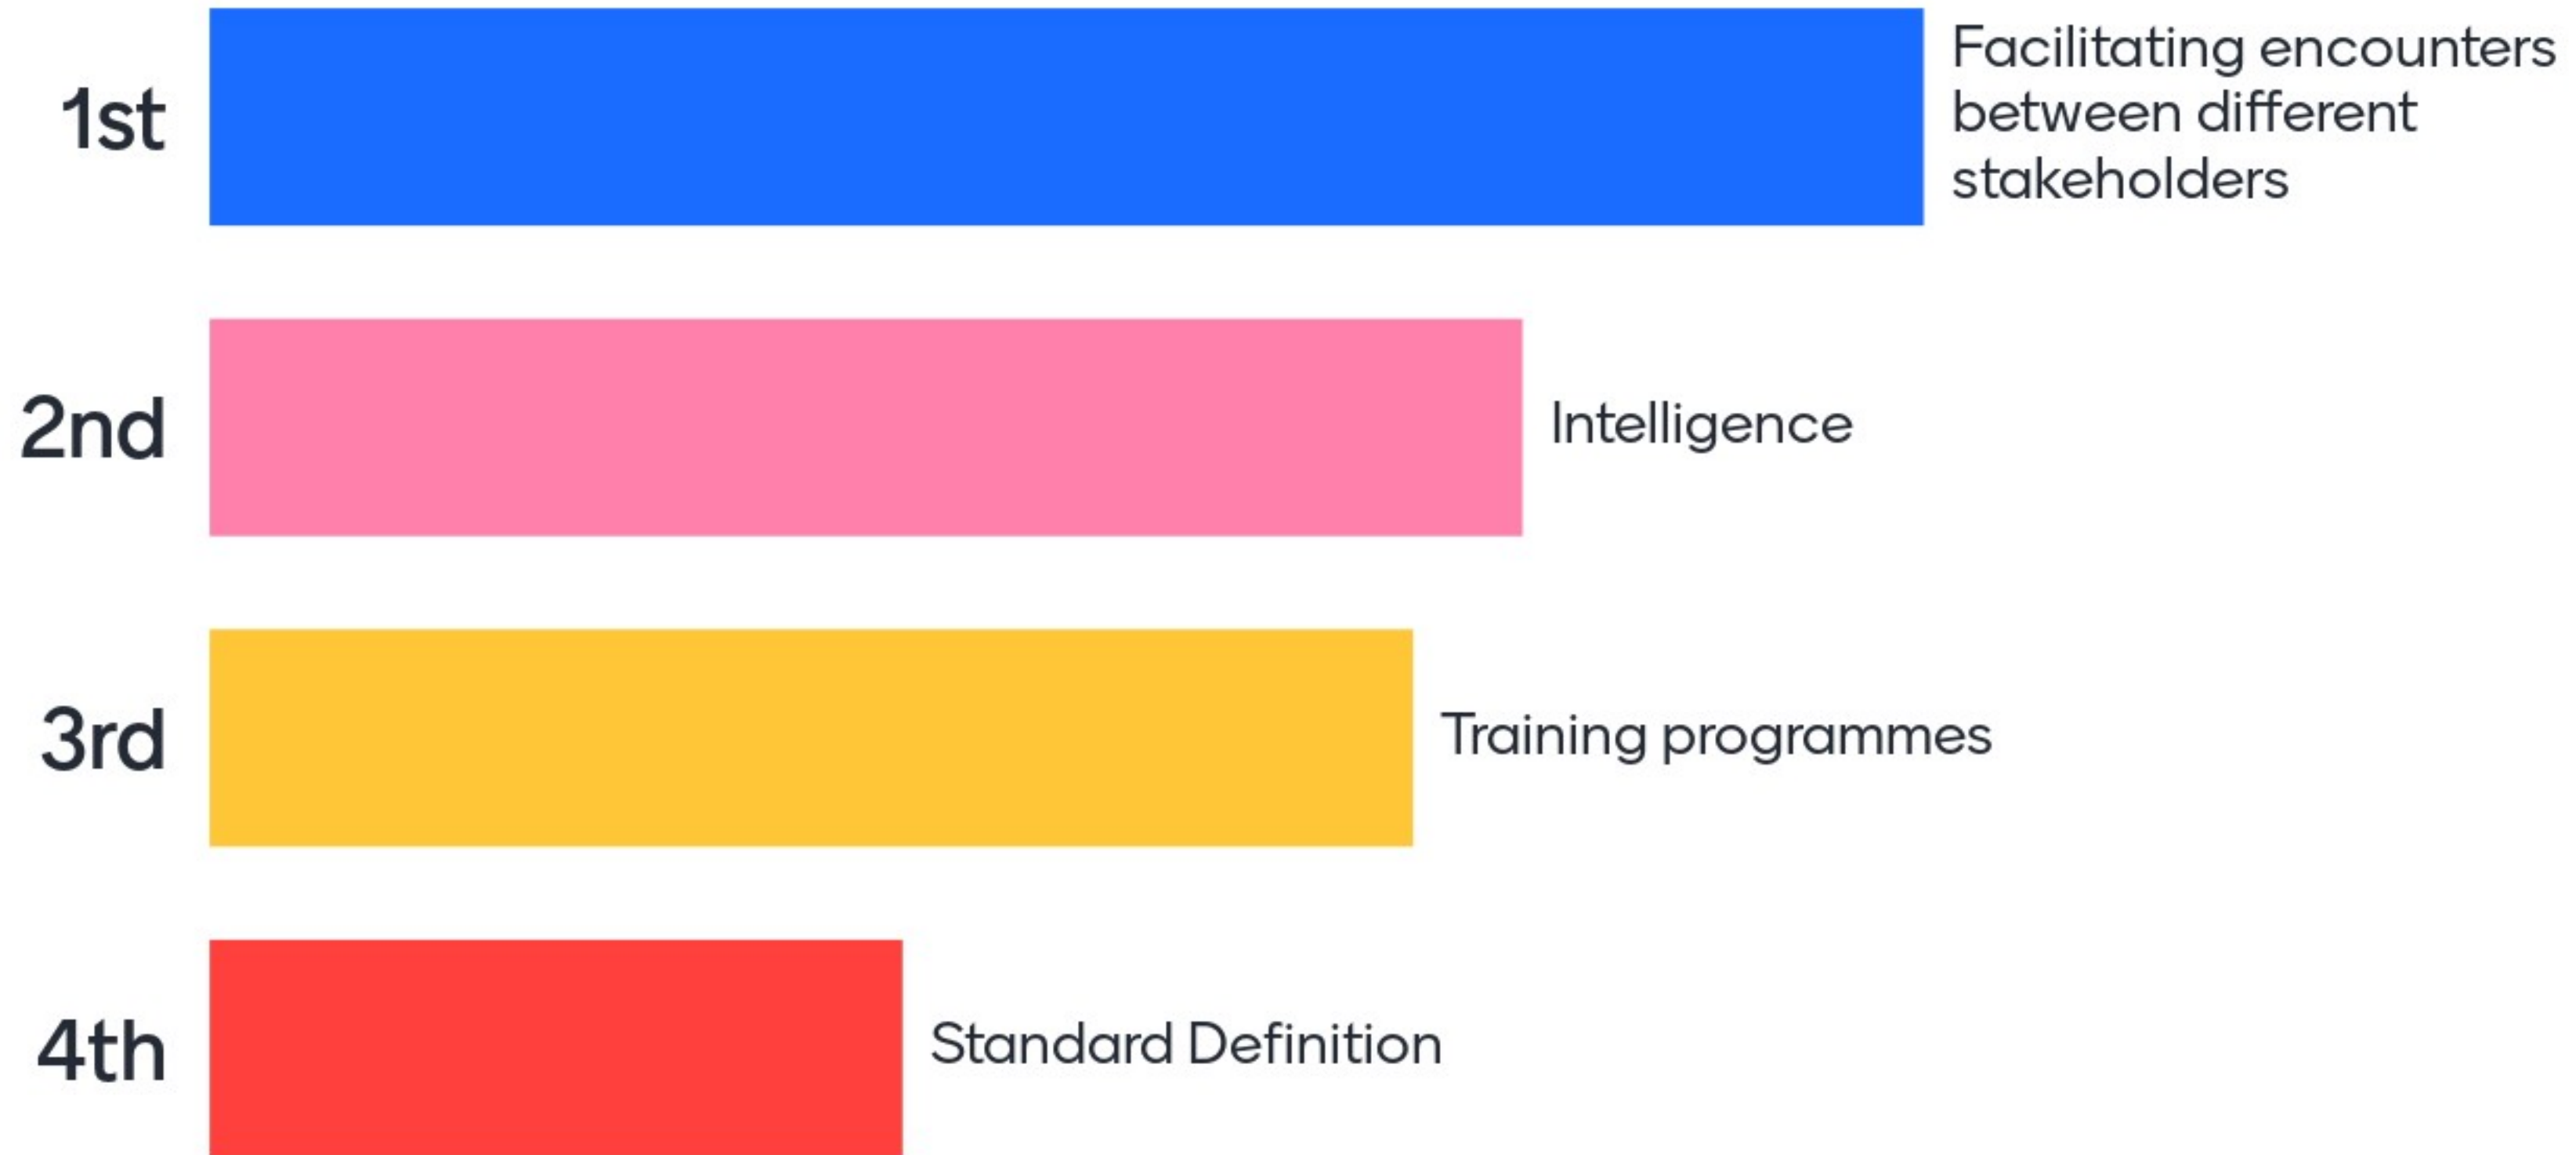 1st
Facilitating encounters
between different
stakeholders
2nd
Intelligence
3rd
Training programmes
4th
Standard Definition